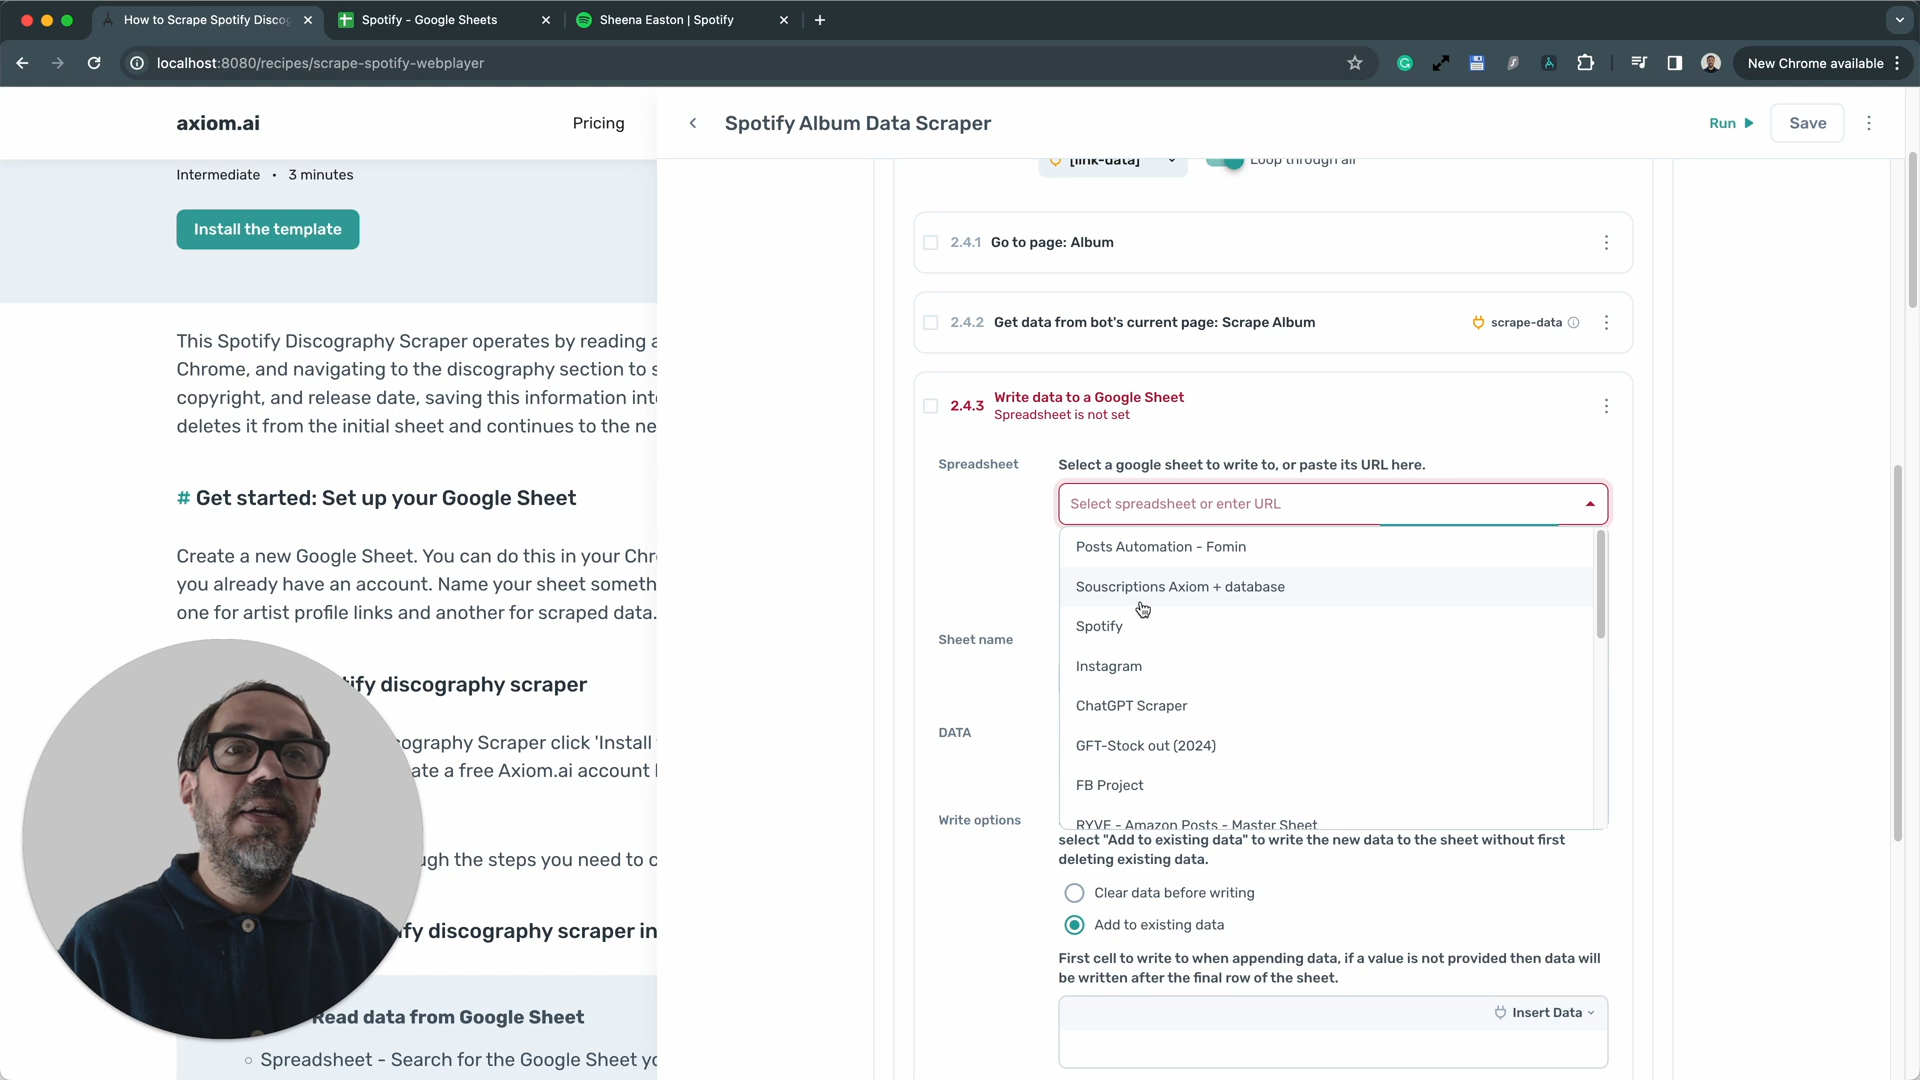 How to Scrape Spotify Discog
Spotify - Google Sheets
Sheena Easton | Spotify
localhost:8080/recipes/scrape-spotify-webplayer
New Chrome available
axiom.ai
Pricing
Intermediate • 3 minutes
Install the template
This Spotify Discography Scraper operates by reading a
Chrome, and navigating to the discography section to s
copyright, and release date, saving this information int
deletes it from the initial sheet and continues to the ne
# Get started: Set up your Google Sheet
Create a new Google Sheet. You can do this in your Chr
you already have an account. Name your sheet someth
one for artist profile links and another for scraped data.
tify discography scraper
cography Scraper click 'Install
ate a free Axiom.ai account
ugh the steps you need to c
ify discography scraper in
Read data from Google Sheet
Spreadsheet - Search for the Google Sheet yo
Spotify Album Data Scraper
Run
Save
[link-data]
Loop through all
2.4.1 Go to page: Album
2.4.2 Get data from bot's current page: Scrape Album
scrape-data
2.4.3 Write data to a Google Sheet
Spreadsheet is not set
Spreadsheet
Select a google sheet to write to, or paste its URL here.
Select spreadsheet or enter URL
Posts Automation - Fomin
Souscriptions Axiom + database
Spotify
Instagram
ChatGPT Scraper
GFT-Stock out (2024)
FB Project
RYVE - Amazon Posts - Master Sheet
Sheet name
DATA
Write options
select "Add to existing data" to write the new data to the sheet without first
deleting existing data.
Clear data before writing
Add to existing data
First cell to write to when appending data, if a value is not provided then data will
be written after the final row of the sheet.
Insert Data